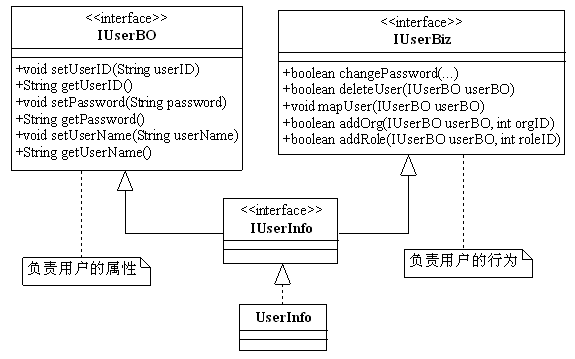 <<interface>>
IUserBO
+void setUserID(String userID)
+String getUserID()
+void setPassword(String password)
+String getPassword()
+void setUserName(String userName)
+String getUserName()
<<interface>>
IUserBiz
+boolean changePassword(...)
+boolean deleteUser(IUserBO userBO)
+void mapUser(IUserBO userBO)
+boolean addOrg(IUserBO userBO, int orgID)
+boolean addRole(IUserBO userBO, int roleID)
<<interface>>
IUserInfo
负责用户的属性
负责用户的行为
UserInfo